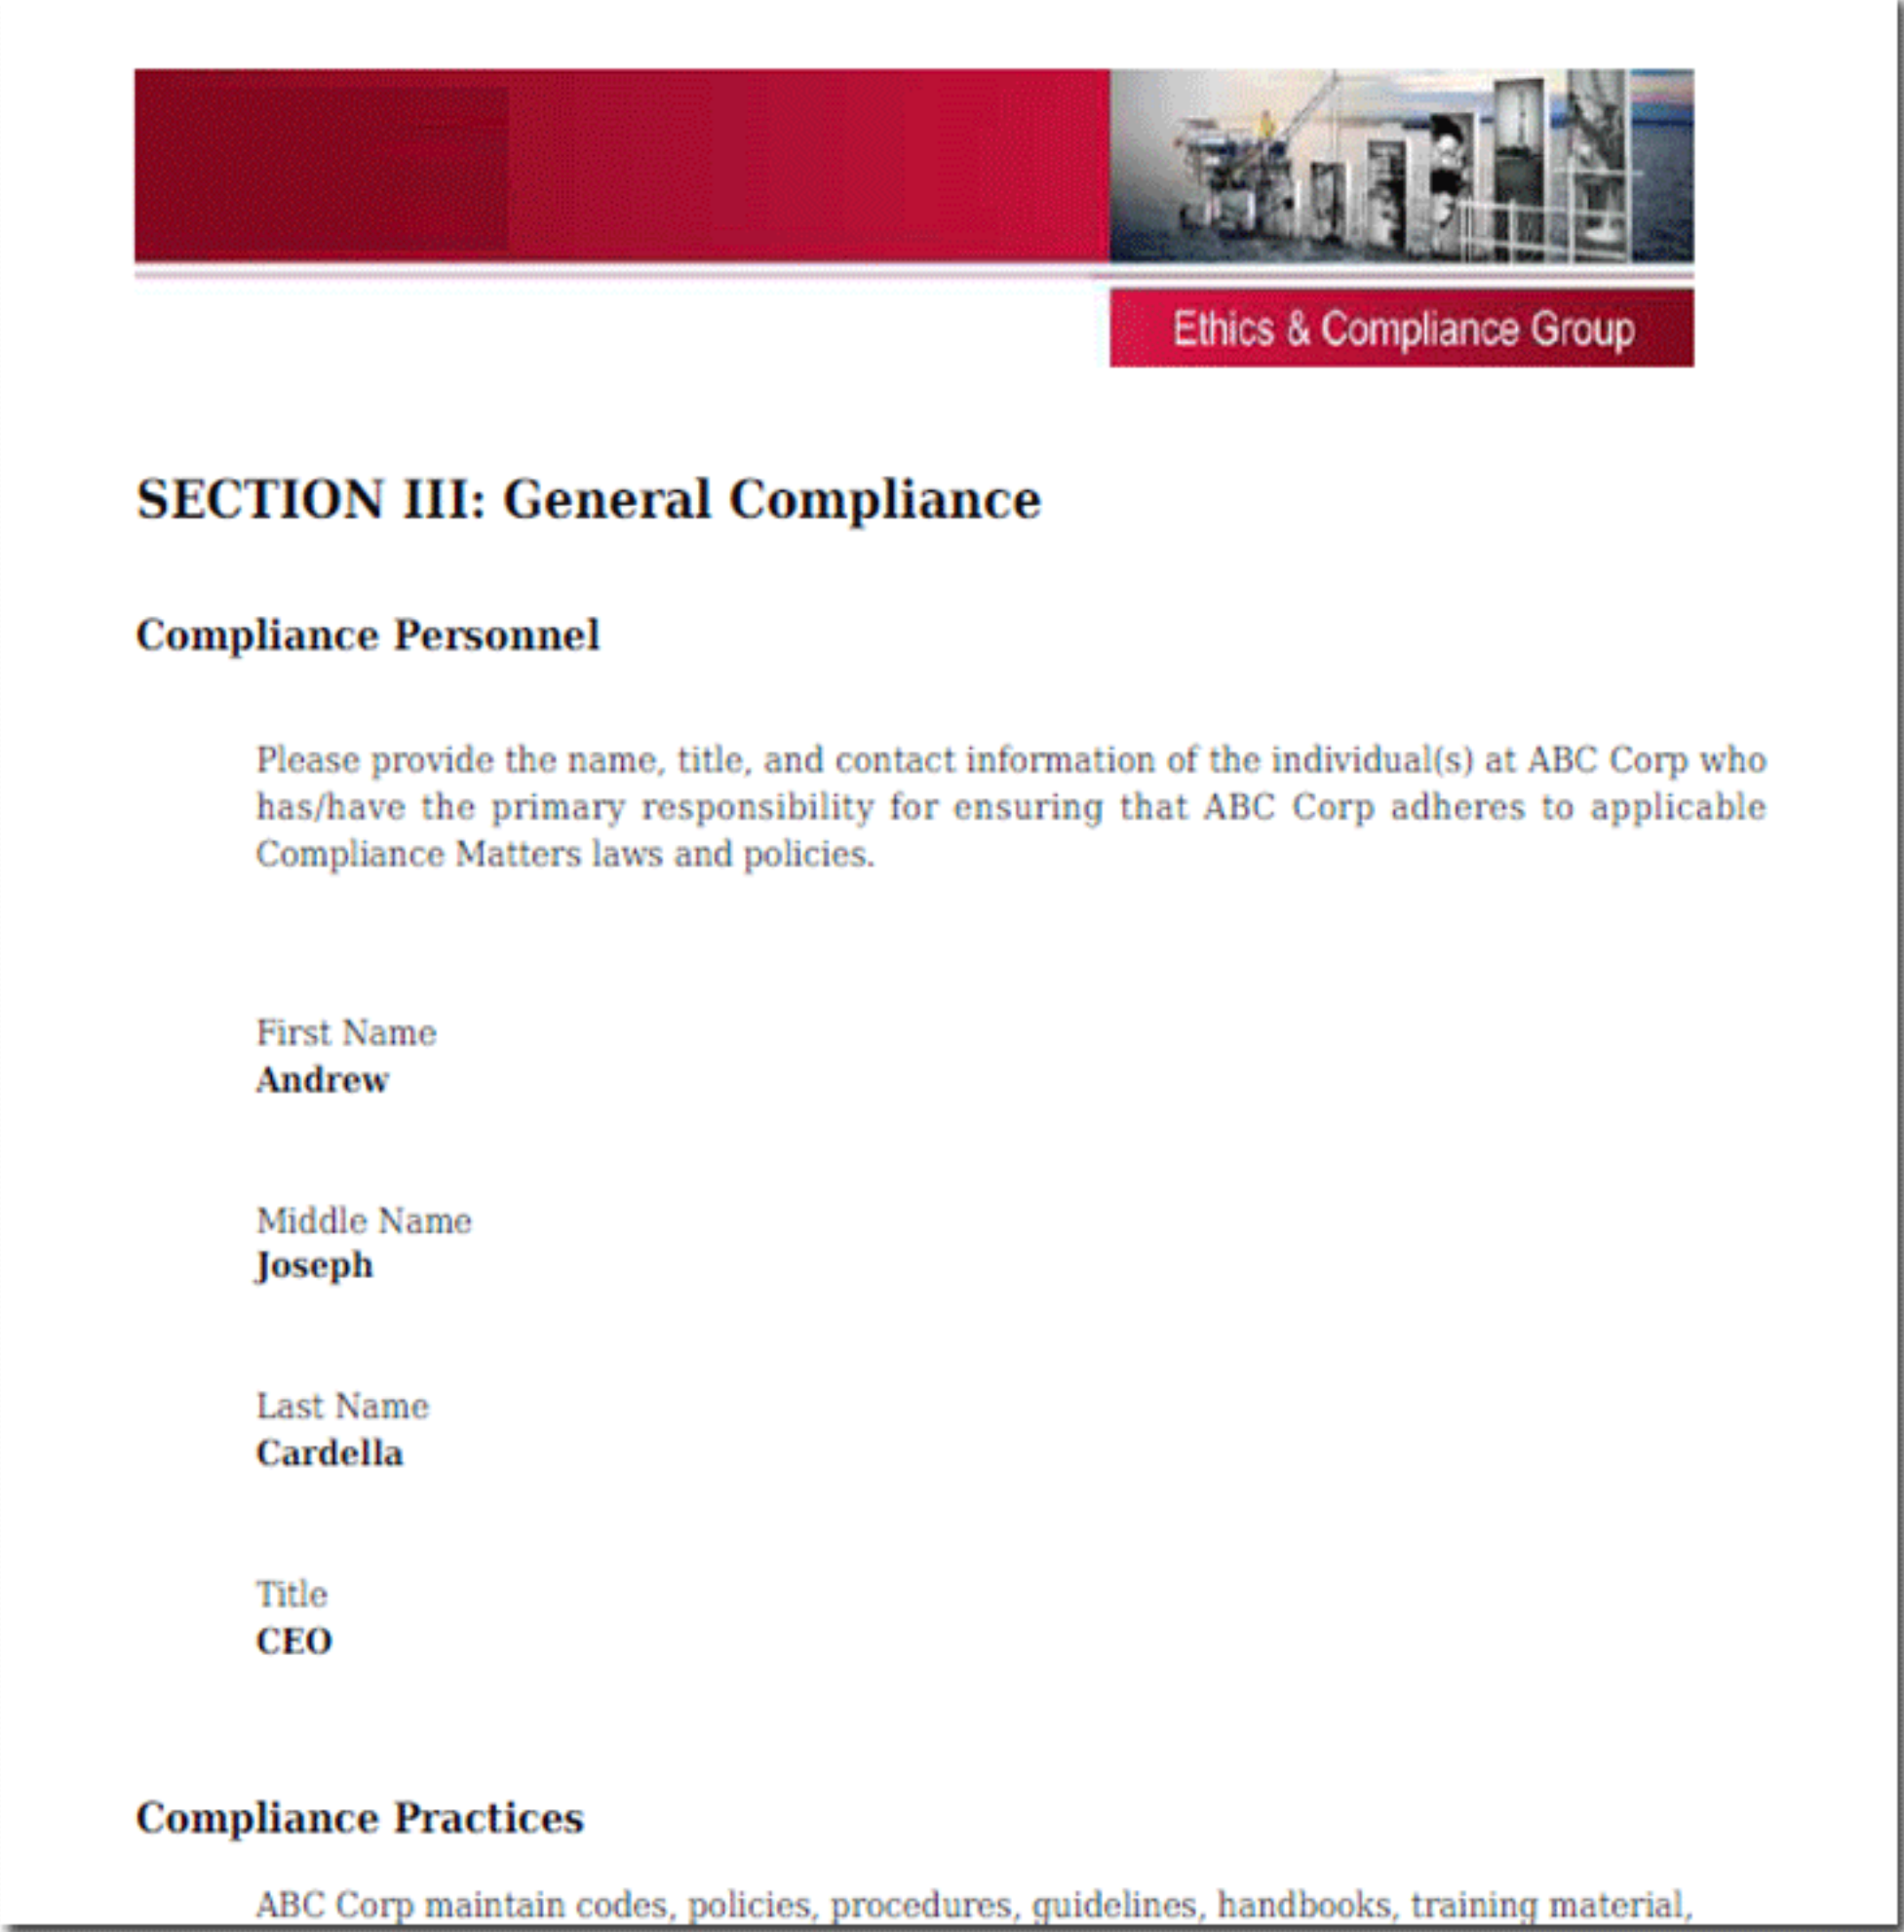 Ethics & Compliance Group
SECTION III: General Compliance
Compliance Personnel
Please provide the name, title, and contact information of the individual(s) at ABC Corp who
has/have the primary responsibility for ensuring that ABC Corp adheres to applicable
Compliance Matters laws and policies.
First Name
Andrew
Middle Name
Joseph
Last Name
Cardella
Title
CEO
Compliance Practices
ABC Corp maintain codes, policies, procedures, guidelines, handbooks, training material,